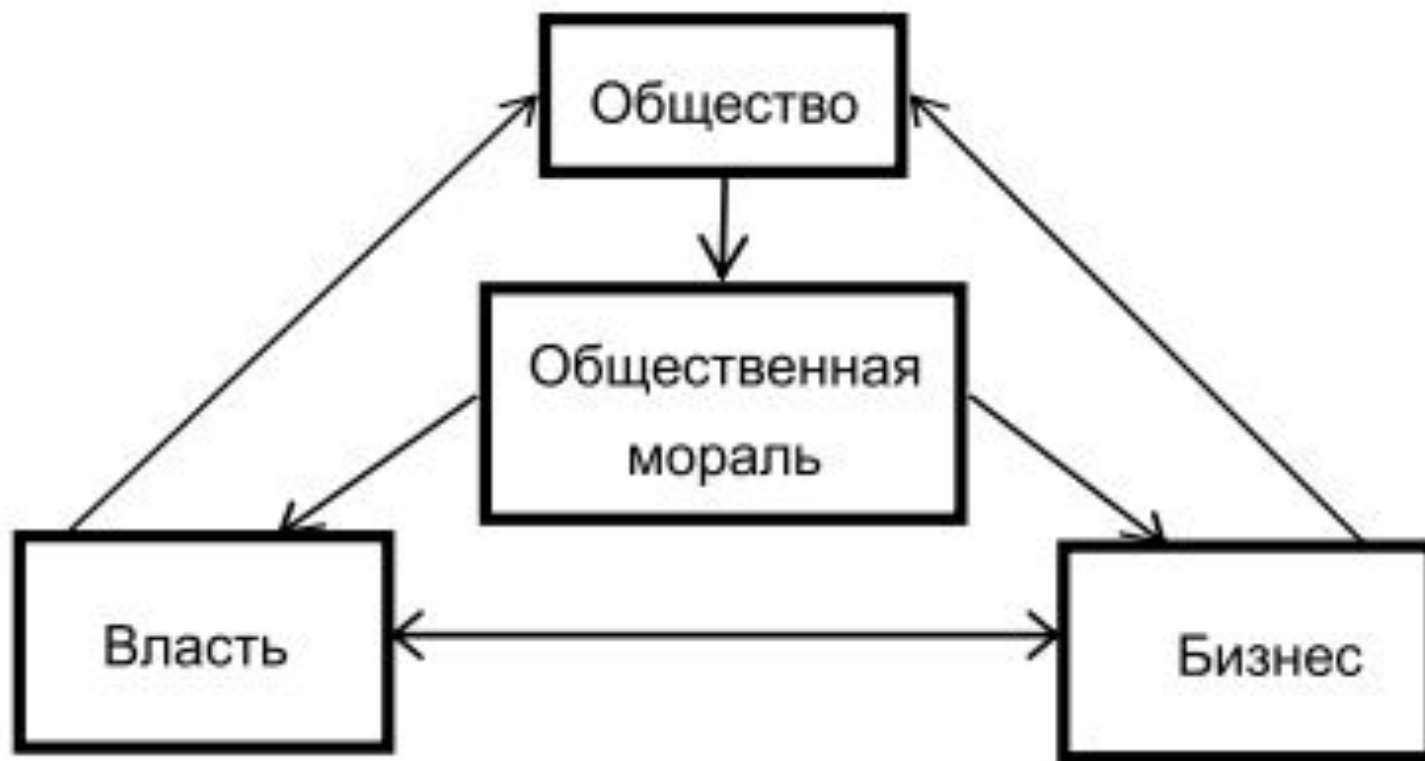 Общество
Общественная
мораль
Власть
Бизнес